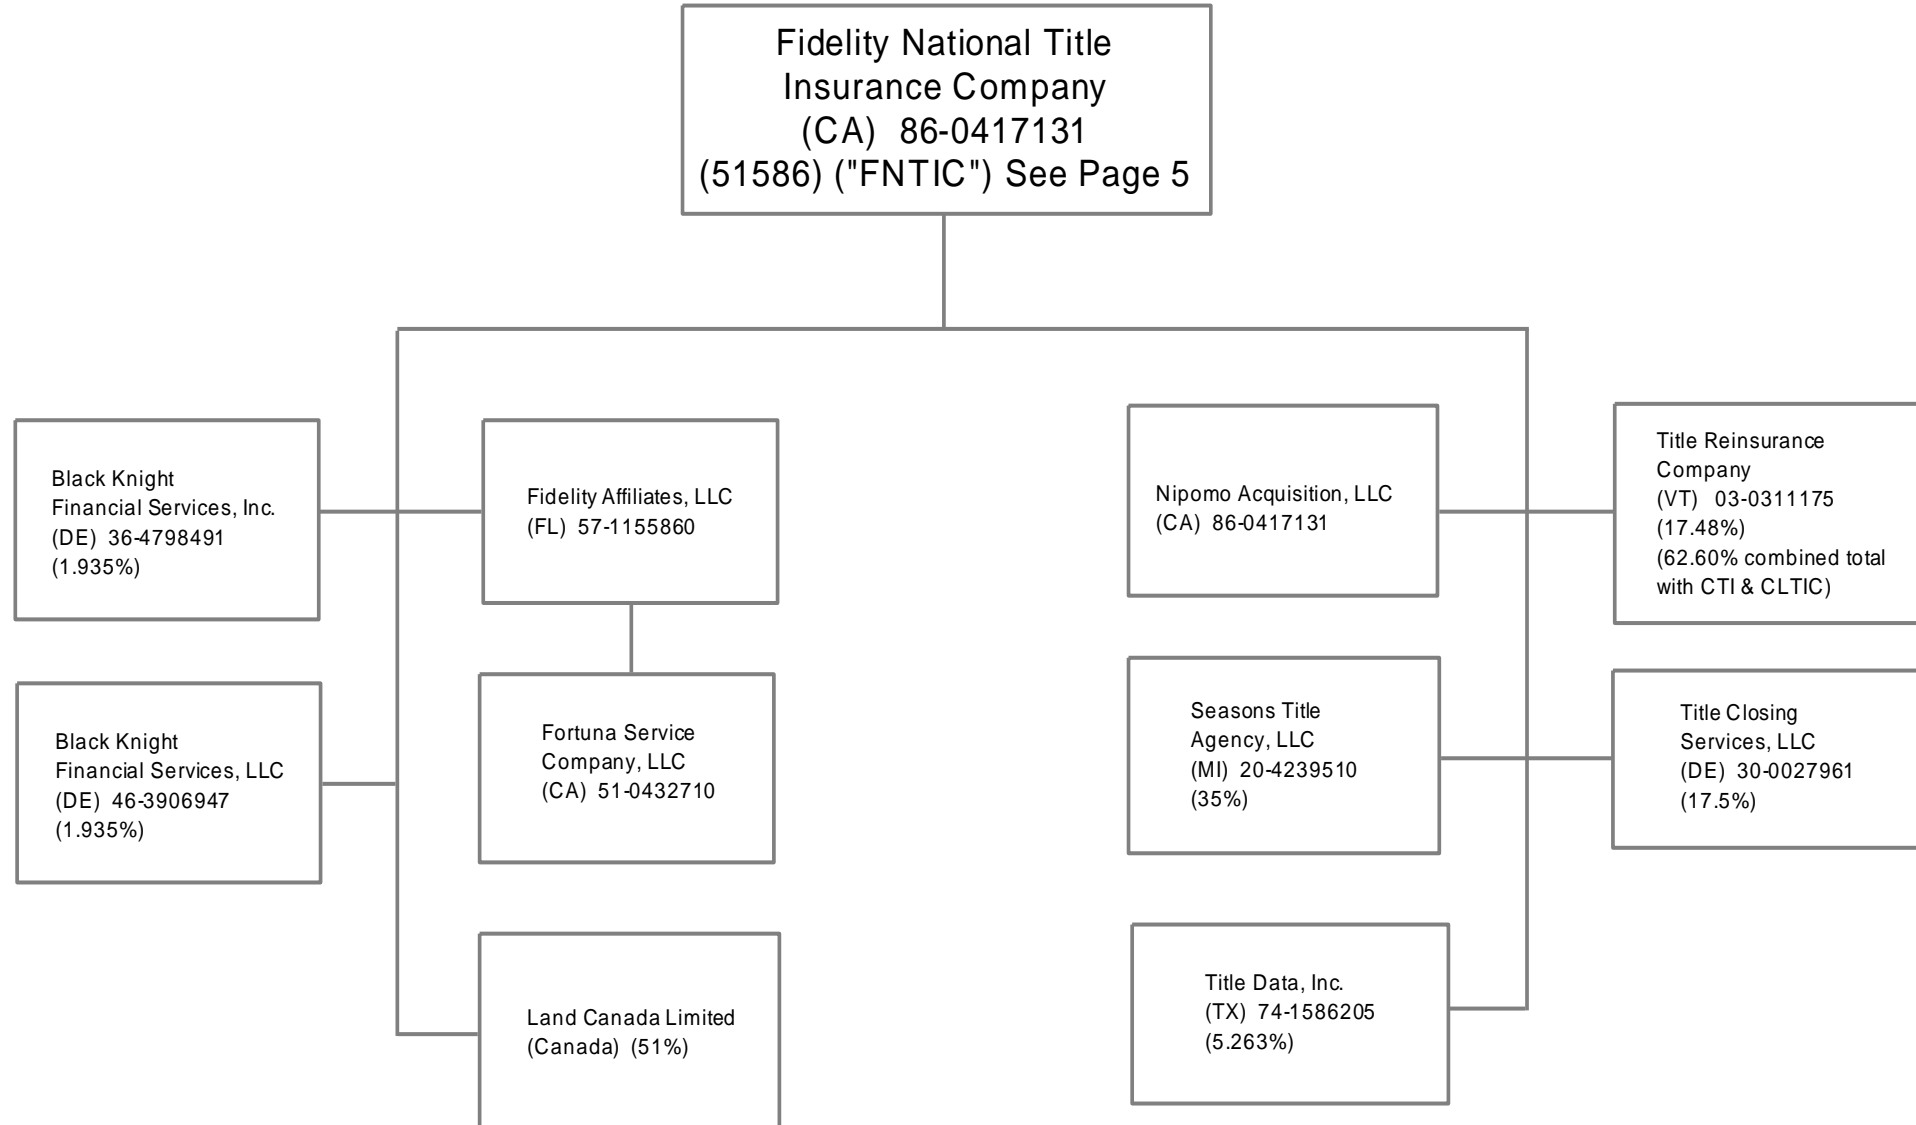 Fidelity National Title
Insurance Company
(CA) 86-0417131
(51586) ("FNTIC") See Page 5
Black Knight
Financial Services, Inc.
(DE) 36-4798491
(1.935%)
Fidelity Affiliates, LLC
(FL) 57-1155860
Nipomo Acquisition, LLC
(CA) 86-0417131
Title Reinsurance
Company
(VT) 03-0311175
(17.48%)
(62.60% combined total
with CTI & CLTIC)
Black Knight
Financial Services, LLC
(DE) 46-3906947
(1.935%)
Fortuna Service
Company, LLC
(CA) 51-0432710
Seasons Title
Agency, LLC
(MI) 20-4239510
(35%)
Title Closing
Services, LLC
(DE) 30-0027961
(17.5%)
Land Canada Limited
(Canada) (51%)
Title Data, Inc.
(TX) 74-1586205
(5.263%)